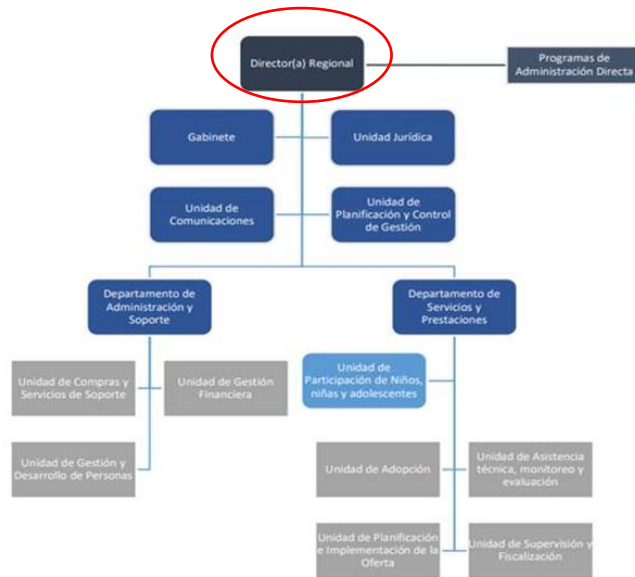 Director(a) Regional
Programas de
Administración Directa
Gabinete
Unidad Jurídica
Unidad de
Comunicaciones
Unidad de
Planificación y Control
de Gestión
Departamento de
Administración y
Soporte
Departamento de
Servicios y
Prestaciones
Unidad de Compras y
Servicios de Soporte
Unidad de Gestión
Financiera
Unidad de
Participación de Niños,
niñas y adolescentes
Unidad de Gestión y
Desarrollo de Personas
Unidad de Adopción
Unidad de Asistencia
técnica, monitoreo y
evaluación
Unidad de Planificación
e Implementación de la
Oferta
Unidad de Supervisión y
Fiscalización